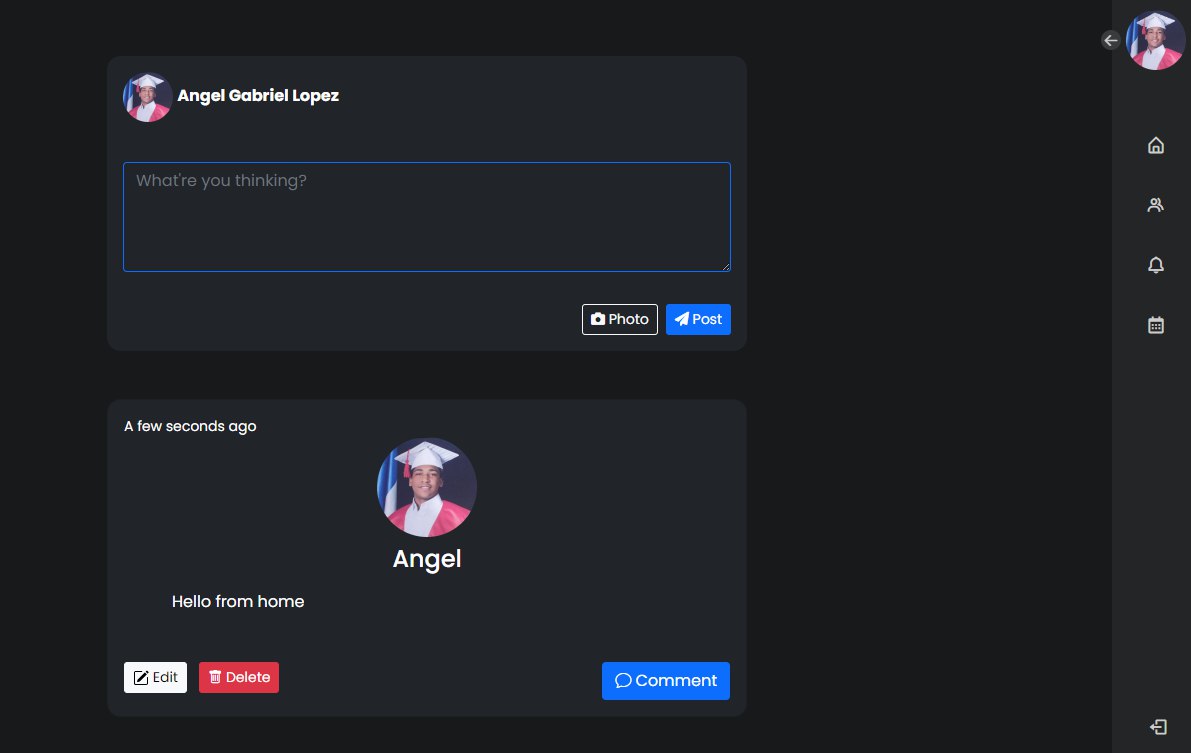 Angel Gabriel Lopez
What're you thinking?
Photo
Post
A few seconds ago
Angel
Hello from home
Edit
Delete
Comment